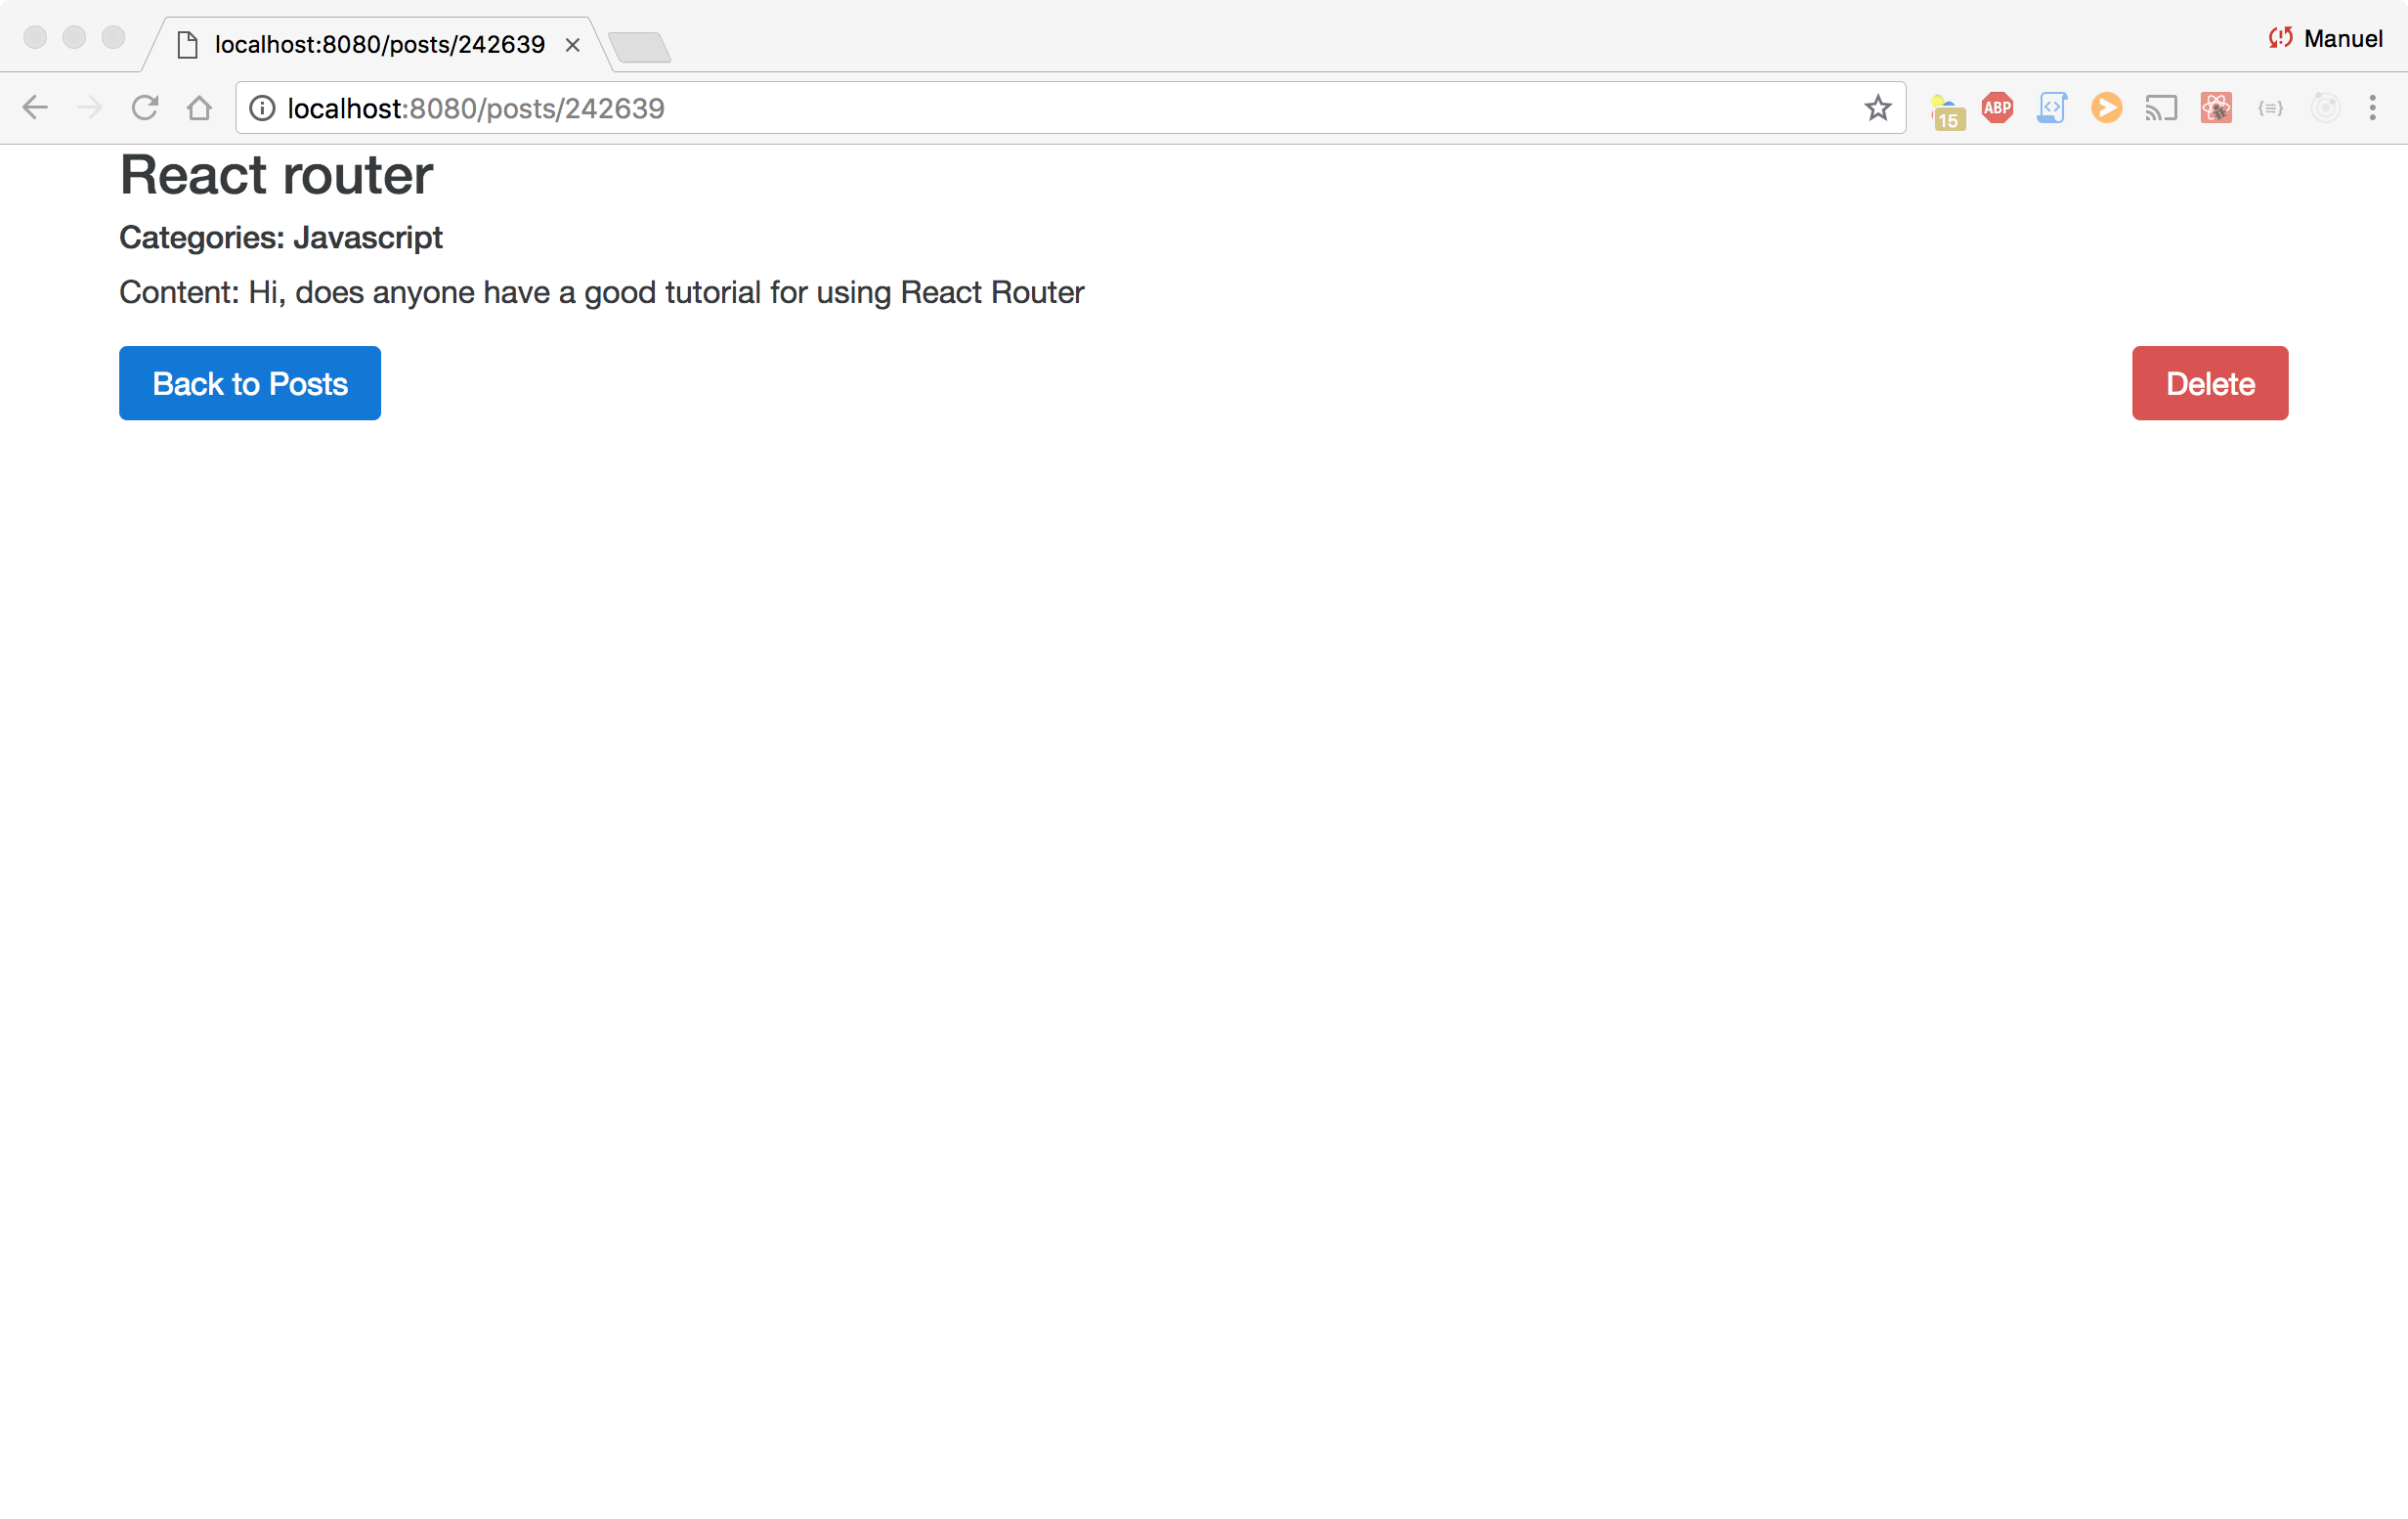 localhost:8080/posts/242639
Manuel
localhost:8080/posts/242639
15
ABP
React router
Categories: Javascript
Content: Hi, does anyone have a good tutorial for using React Router
Back to Posts
Delete